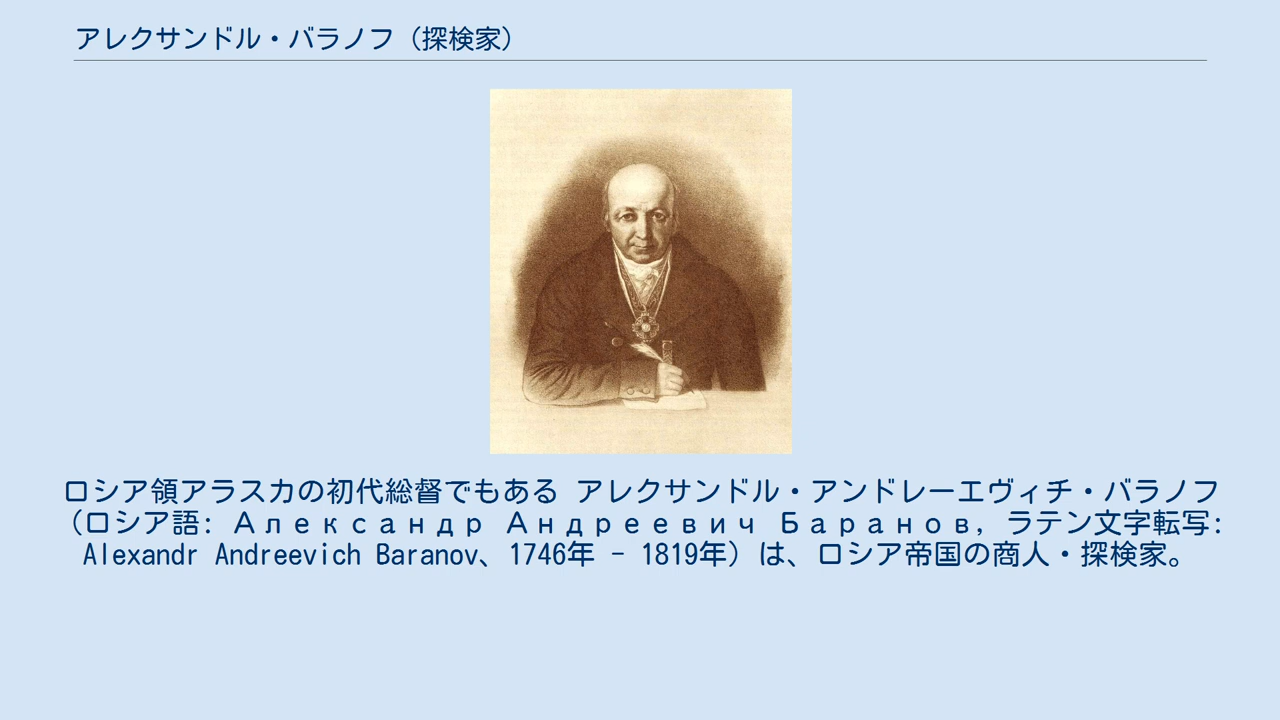 アレクサンドル・バラノフ（探検家）
ロシア領アラスカの初代総督でもある アレクサンドル・アンドレーエヴィチ・バラノフ
（ロシア語: Александр Андреевич Баранов, ラテン文字転写:
Alexandr Andreevich Baranov、1746年 - 1819年）は、ロシア帝国の商人・探検家。